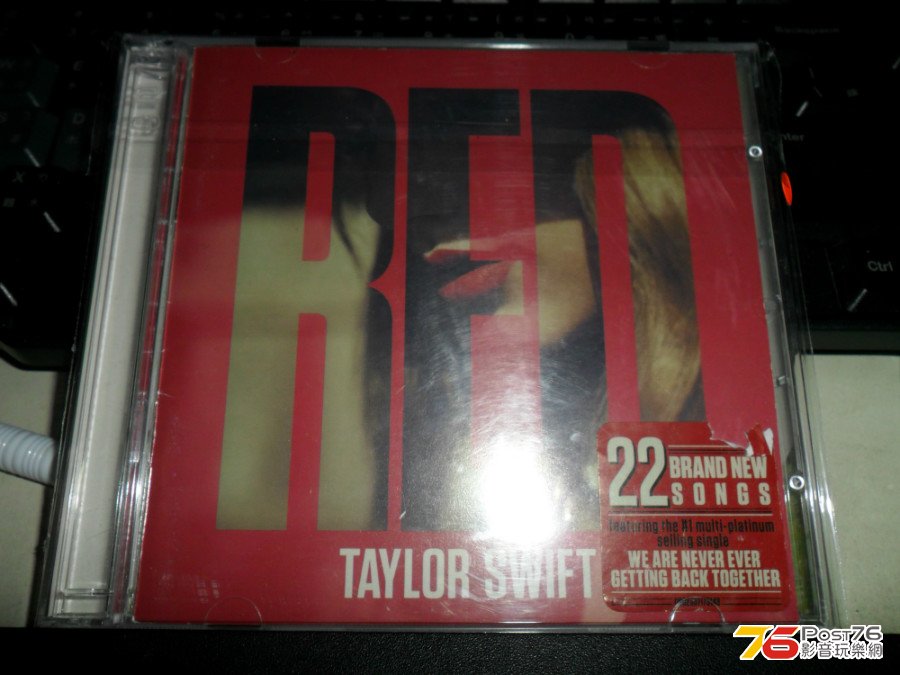 RED
TAYLOR SWIFT
22 BRAND NEW
SONGS
featuring the #1 multi-platinum
selling single
WE ARE NEVER EVER
GETTING BACK TOGETHER
Enter
Ctrl
76 Post76
影音玩樂網